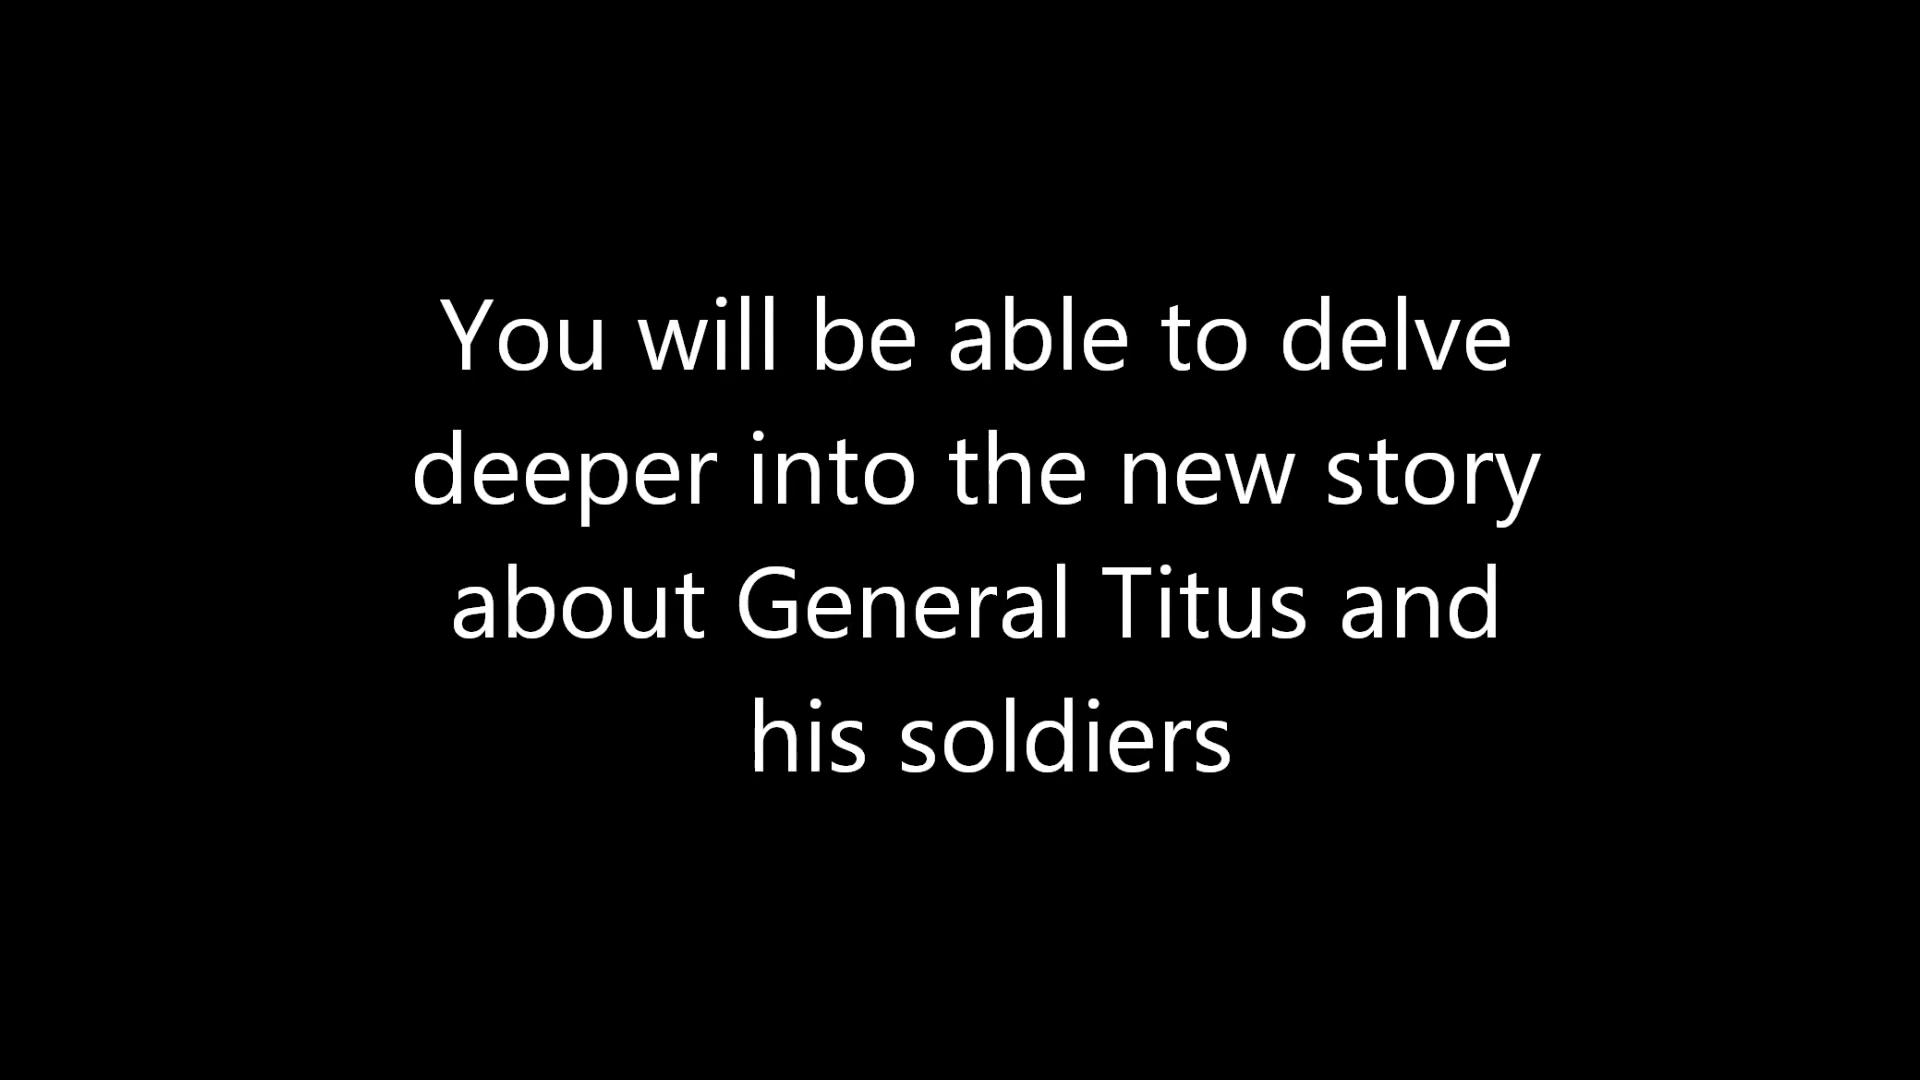 You will be able to delve
deeper into the new story
about General Titus and
his soldiers